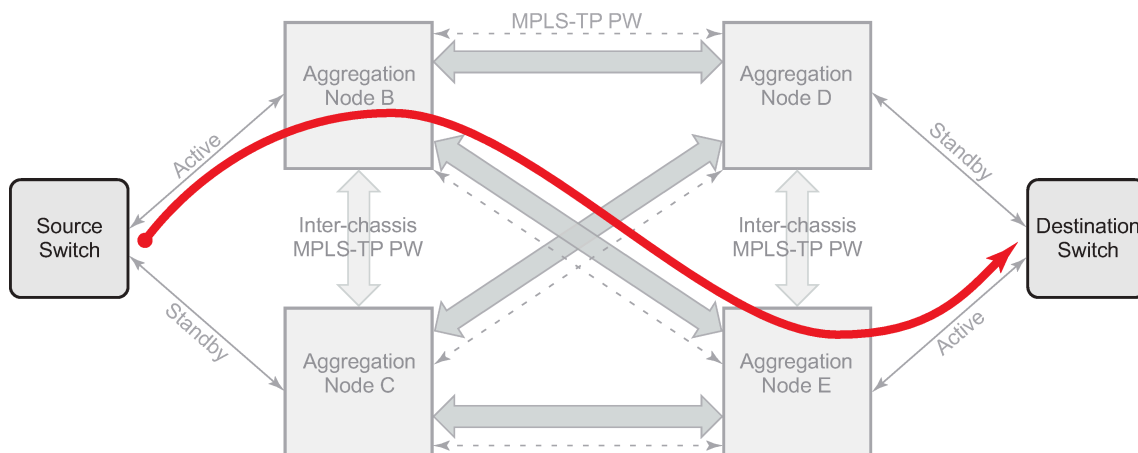 MPLS-TP PW
Aggregation
Node B
Aggregation
Node D
Active
Standby
Source
Switch
Inter-chassis
MPLS-TP PW
Inter-chassis
MPLS-TP PW
Destination
Switch
Standby
Active
Aggregation
Node C
Aggregation
Node E